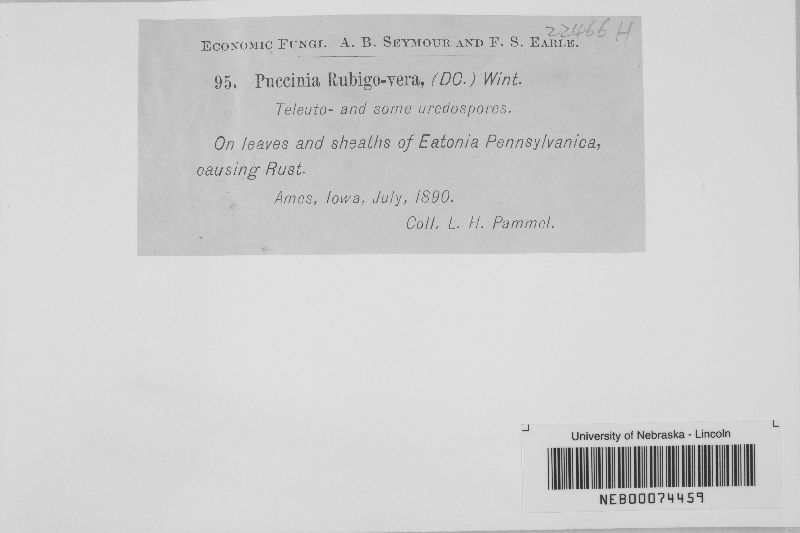 22466 H
Economic Fungi. A. B. Seymour and F. S. Earle.
95. Puccinia Rubigo-vera, (DC.) Wint.
Teleuto- and some uredospores.
On leaves and sheaths of Eatonia Pennsylvanica,
causing Rust.
Ames, Iowa, July, 1890.
Coll. L. H. Pammel.
University of Nebraska - Lincoln
NEB00074459